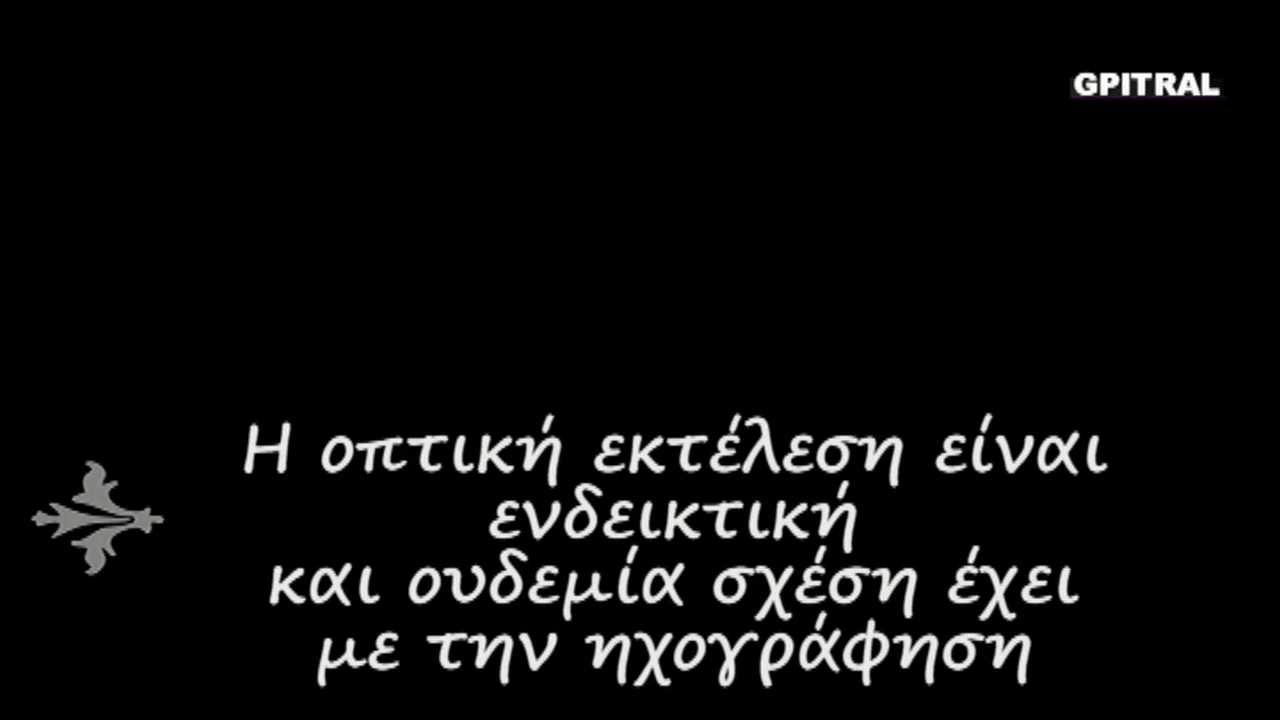 GPITRAL
Η οπτική εκτέλεση είναι
ενδεικτική
και ουδεμία σχέση έχει
με την ηχογράφηση